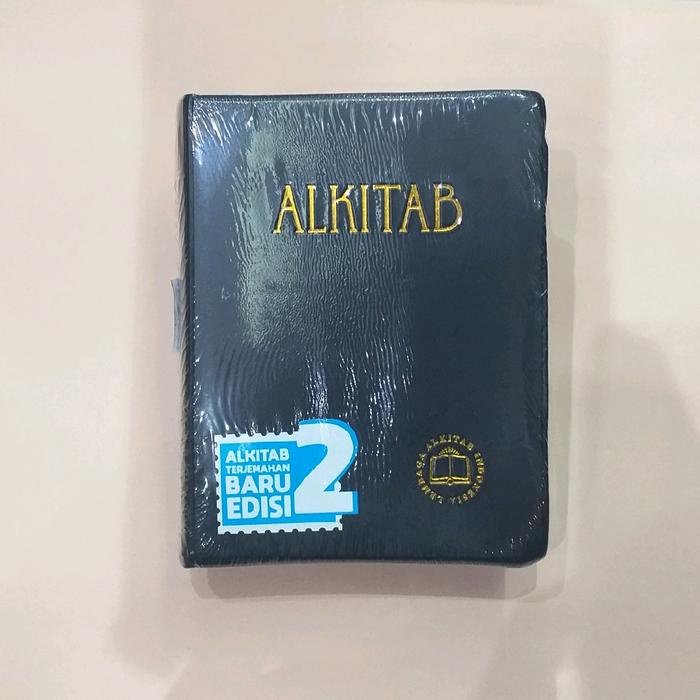 ALKITAB
ALKITAB
TERJEMAHAN
BARU
EDISI 2
LEMBAGA ALKITAB INDONESIA